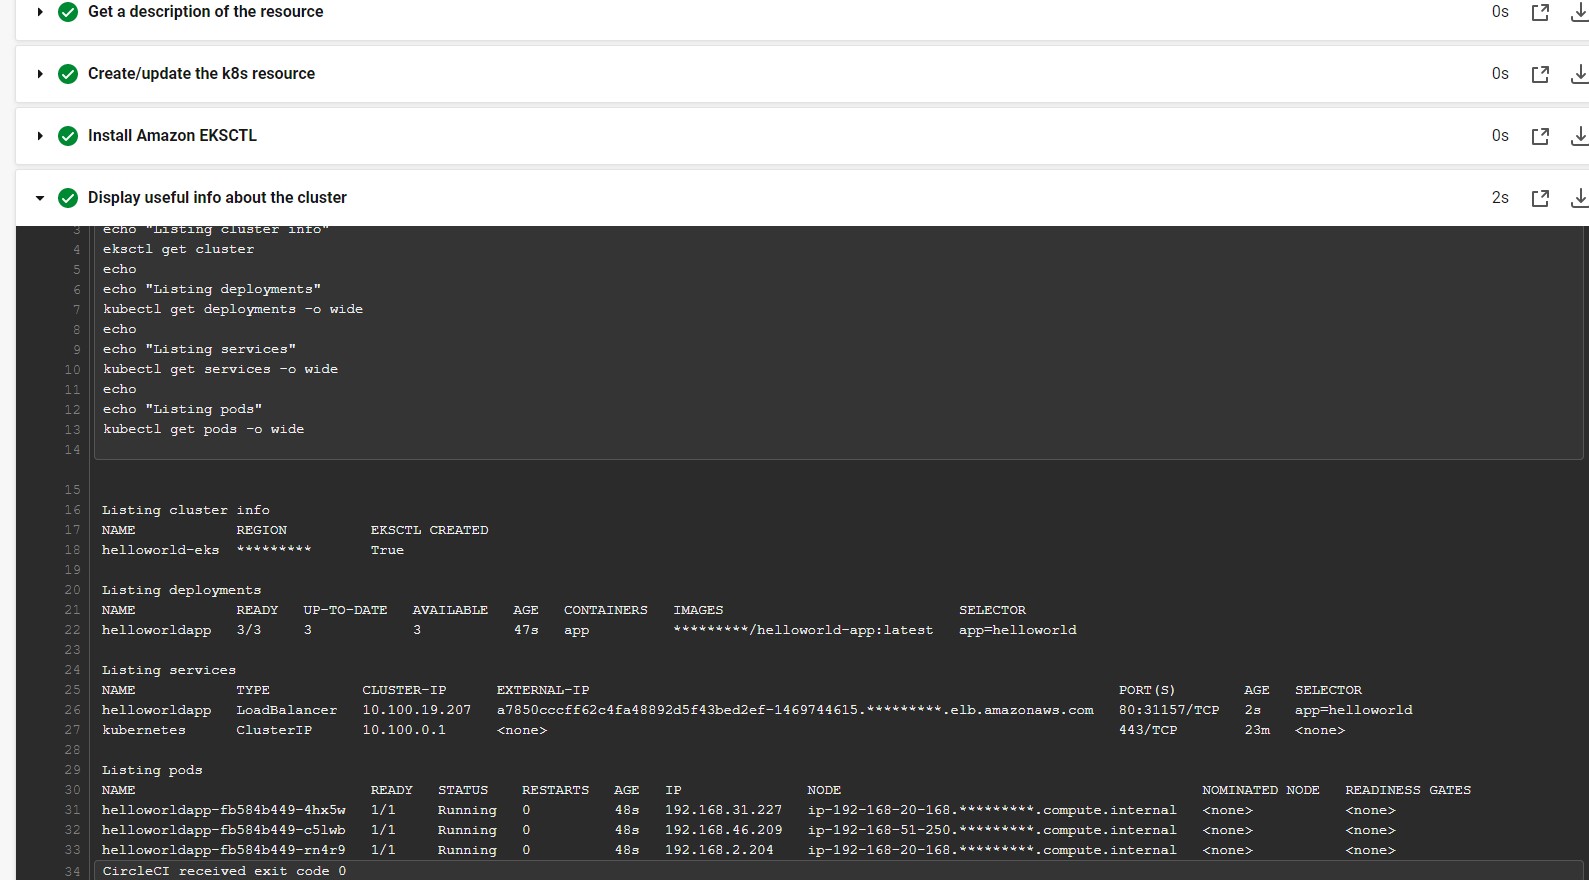 Get a description of the resource 0s
Create/update the k8s resource 0s
Install Amazon EKSCTL 0s
Display useful info about the cluster 2s
3 echo "Listing cluster info"
4 eksctl get cluster
5 echo
6 echo "Listing deployments"
7 kubectl get deployments -o wide
8 echo
9 echo "Listing services"
10 kubectl get services -o wide
11 echo
12 echo "Listing pods"
13 kubectl get pods -o wide
14
15
16 Listing cluster info
17 NAME REGION EKSCTL CREATED
18 helloworld-eks ********* True
19
20 Listing deployments
21 NAME READY UP-TO-DATE AVAILABLE AGE CONTAINERS IMAGES SELECTOR
22 helloworldapp 3/3 3 3 47s app *********/helloworld-app:latest app=helloworld
23
24 Listing services
25 NAME TYPE CLUSTER-IP EXTERNAL-IP PORT(S) AGE SELECTOR
26 helloworldapp LoadBalancer 10.100.19.207 a7850cccff62c4fa48892d5f43bed2ef-1469744615.*********.elb.amazonaws.com 80:31157/TCP 2s app=helloworld
27 kubernetes ClusterIP 10.100.0.1 <none> 443/TCP 23m <none>
28
29 Listing pods
30 NAME READY STATUS RESTARTS AGE IP NODE NOMINATED NODE READINESS GATES
31 helloworldapp-fb584b449-4hx5w 1/1 Running 0 48s 192.168.31.227 ip-192-168-20-168.*********.compute.internal <none> <none>
32 helloworldapp-fb584b449-c5lwb 1/1 Running 0 48s 192.168.46.209 ip-192-168-51-250.*********.compute.internal <none> <none>
33 helloworldapp-fb584b449-rn4r9 1/1 Running 0 48s 192.168.2.204 ip-192-168-20-168.*********.compute.internal <none> <none>
34 CircleCI received exit code 0